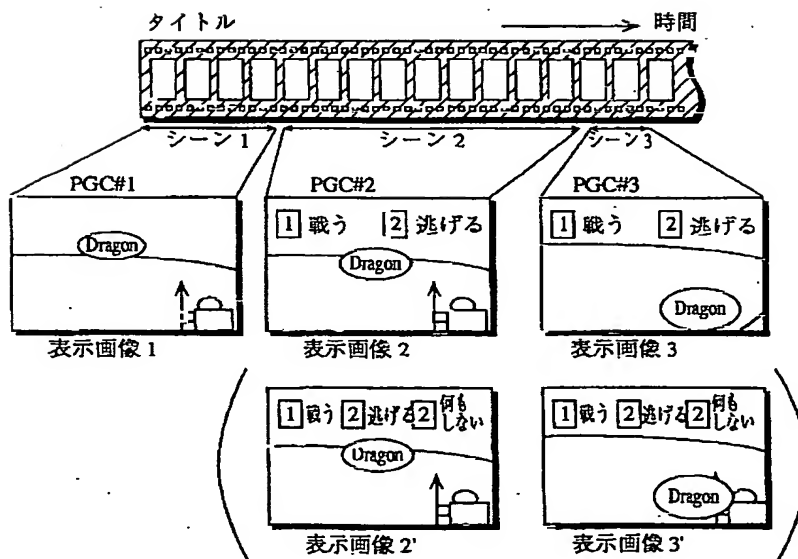 タイトル 時間
シーン1 シーン2 シーン3
PGC#1 PGC#2 PGC#3
1 戦う 2 逃げる
1 戦う 2 逃げる
Dragon
Dragon
Dragon
表示画像1 表示画像2 表示画像3
1 戦う 2 逃げる 2 何もしない
1 戦う 2 逃げる 2 何もしない
Dragon
Dragon
表示画像2' 表示画像3'